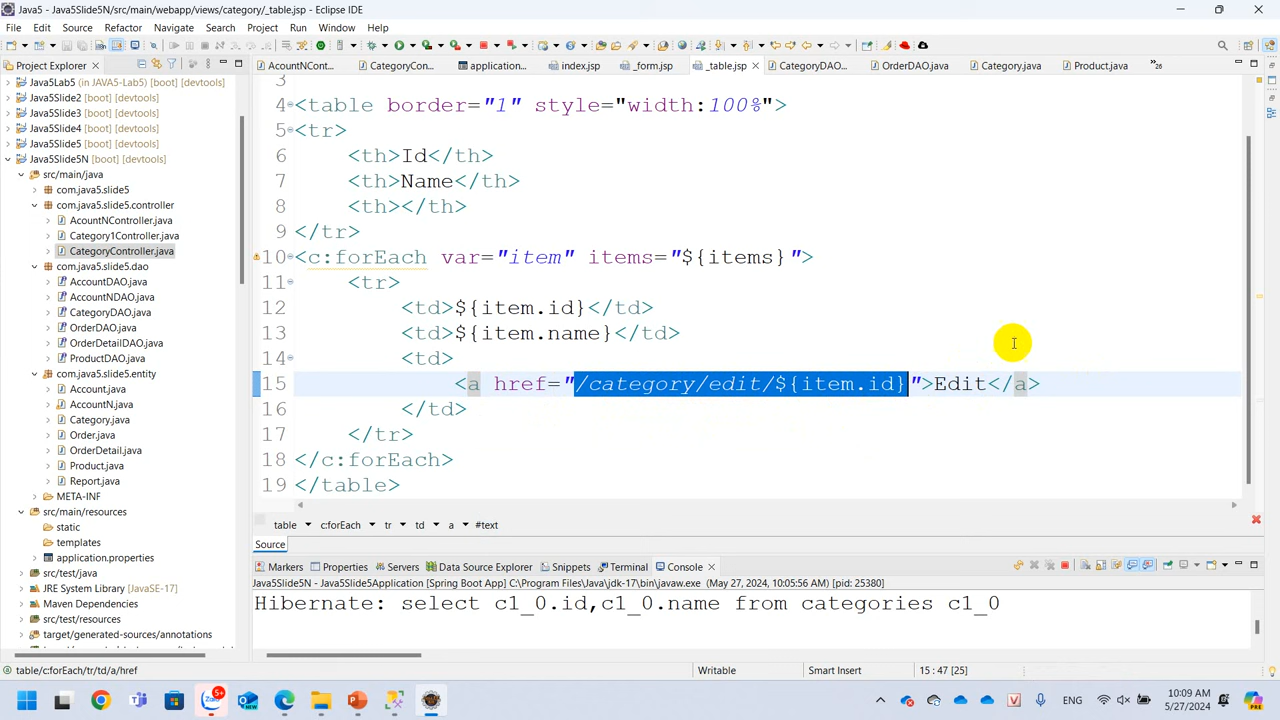 Java5 - Java5Slide5N/src/main/webapp/views/category/_table.jsp - Eclipse IDE
File Edit Source Refactor Navigate Search Project Run Window Help
Project Explorer
AcountNCont...
CategoryCon...
application....
index.jsp
_form.jsp
_table.jsp
CategoryDAO...
OrderDAO.java
Category.java
Product.java
»26
Java5Lab5 (in JAVA5-Lab5) [boot] [devtools]
Java5Slide2 [boot] [devtools]
Java5Slide3 [boot] [devtools]
Java5Slide4 [boot] [devtools]
Java5Slide5 [boot] [devtools]
Java5Slide5N [boot] [devtools]
src/main/java
com.java5.slide5
com.java5.slide5.controller
AcountNController.java
Category1Controller.java
CategoryController.java
com.java5.slide5.dao
AccountDAO.java
AccountNDAO.java
CategoryDAO.java
OrderDAO.java
OrderDetailDAO.java
ProductDAO.java
com.java5.slide5.entity
Account.java
AccountN.java
Category.java
Order.java
OrderDetail.java
Product.java
Report.java
META-INF
src/main/resources
static
templates
application.properties
src/test/java
JRE System Library [JavaSE-17]
Maven Dependencies
src/test/resources
target/generated-sources/annotations
3
4 <table border="1" style="width:100%">
5 <tr>
6 <th>Id</th>
7 <th>Name</th>
8 <th></th>
9 </tr>
10 <c:forEach var="item" items="${items}">
11 <tr>
12 <td>${item.id}</td>
13 <td>${item.name}</td>
14 <td>
15 <a href="/category/edit/${item.id}">Edit</a>
16 </td>
17 </tr>
18 </c:forEach>
19 </table>
table c:forEach tr td a #text
Source
Markers Properties Servers Data Source Explorer Snippets Terminal Console
Java5Slide5N - Java5Slide5Application [Spring Boot App] C:\Program Files\Java\jdk-17\bin\javaw.exe (May 27, 2024, 10:05:56 AM) [pid: 25380]
Hibernate: select c1_0.id,c1_0.name from categories c1_0
table/c:forEach/tr/td/a/href
Writable
Smart Insert
15 : 47 [25]
5+
Zalo
ENG
10:09 AM
5/27/2024
PRE